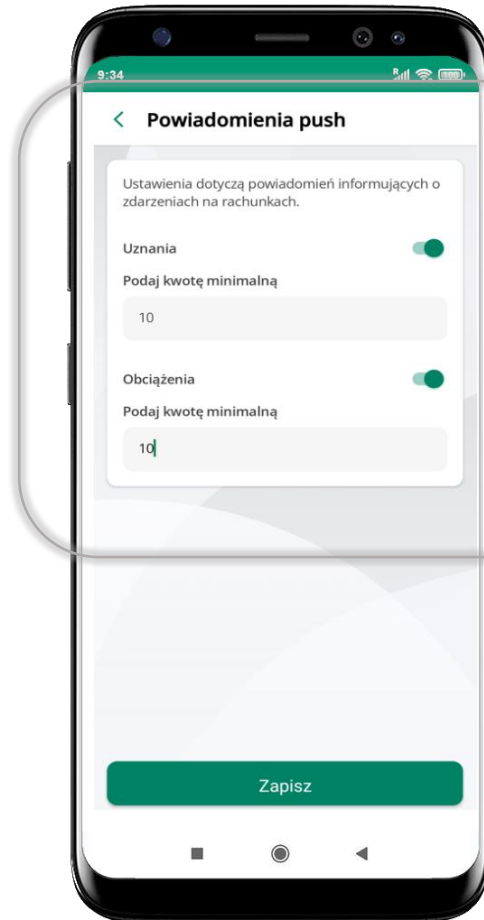 9:34
R
Powiadomienia push
Ustawienia dotyczą powiadomień informujących o
zdarzeniach na rachunkach.
Uznania
Podaj kwotę minimalną
10
Obciążenia
Podaj kwotę minimalną
10
Zapisz